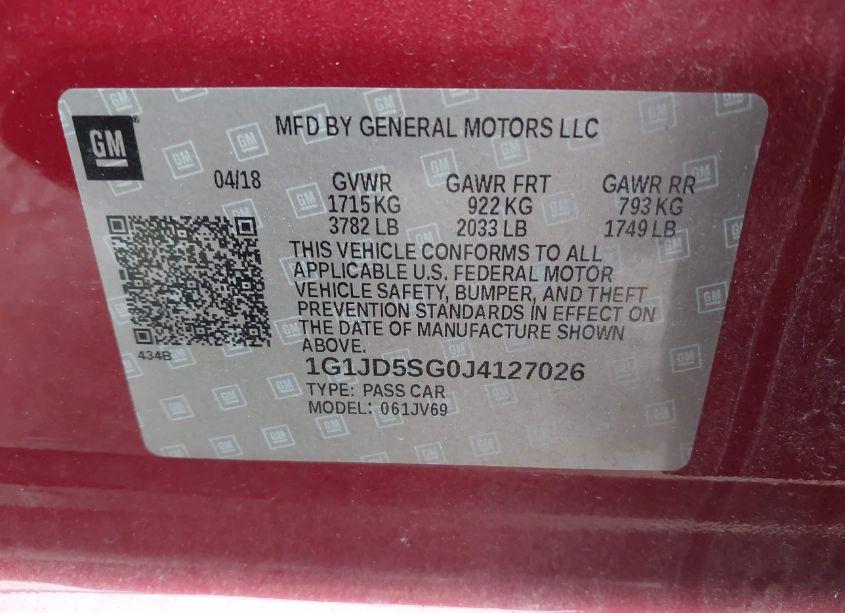 GM
MFD BY GENERAL MOTORS LLC
04/18 GVWR GAWR FRT GAWR RR
1715 KG 922 KG 793 KG
3782 LB 2033 LB 1749 LB
THIS VEHICLE CONFORMS TO ALL
APPLICABLE U.S. FEDERAL MOTOR
VEHICLE SAFETY, BUMPER, AND THEFT
PREVENTION STANDARDS IN EFFECT ON
THE DATE OF MANUFACTURE SHOWN
ABOVE.
434B
1G1JD5SG0J4127026
TYPE: PASS CAR
MODEL: 061JV69